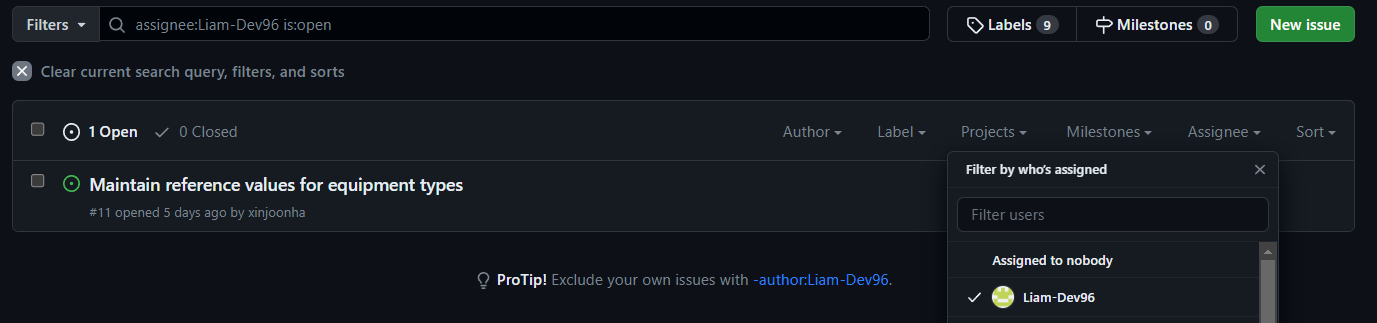 Filters
assignee:Liam-Dev96 is:open
Labels 9
Milestones 0
New issue
Clear current search query, filters, and sorts
1 Open
0 Closed
Author
Label
Projects
Milestones
Assignee
Sort
Maintain reference values for equipment types
#11 opened 5 days ago by xinjoonha
Filter by who's assigned
Filter users
Assigned to nobody
Liam-Dev96
ProTip! Exclude your own issues with -author:Liam-Dev96.